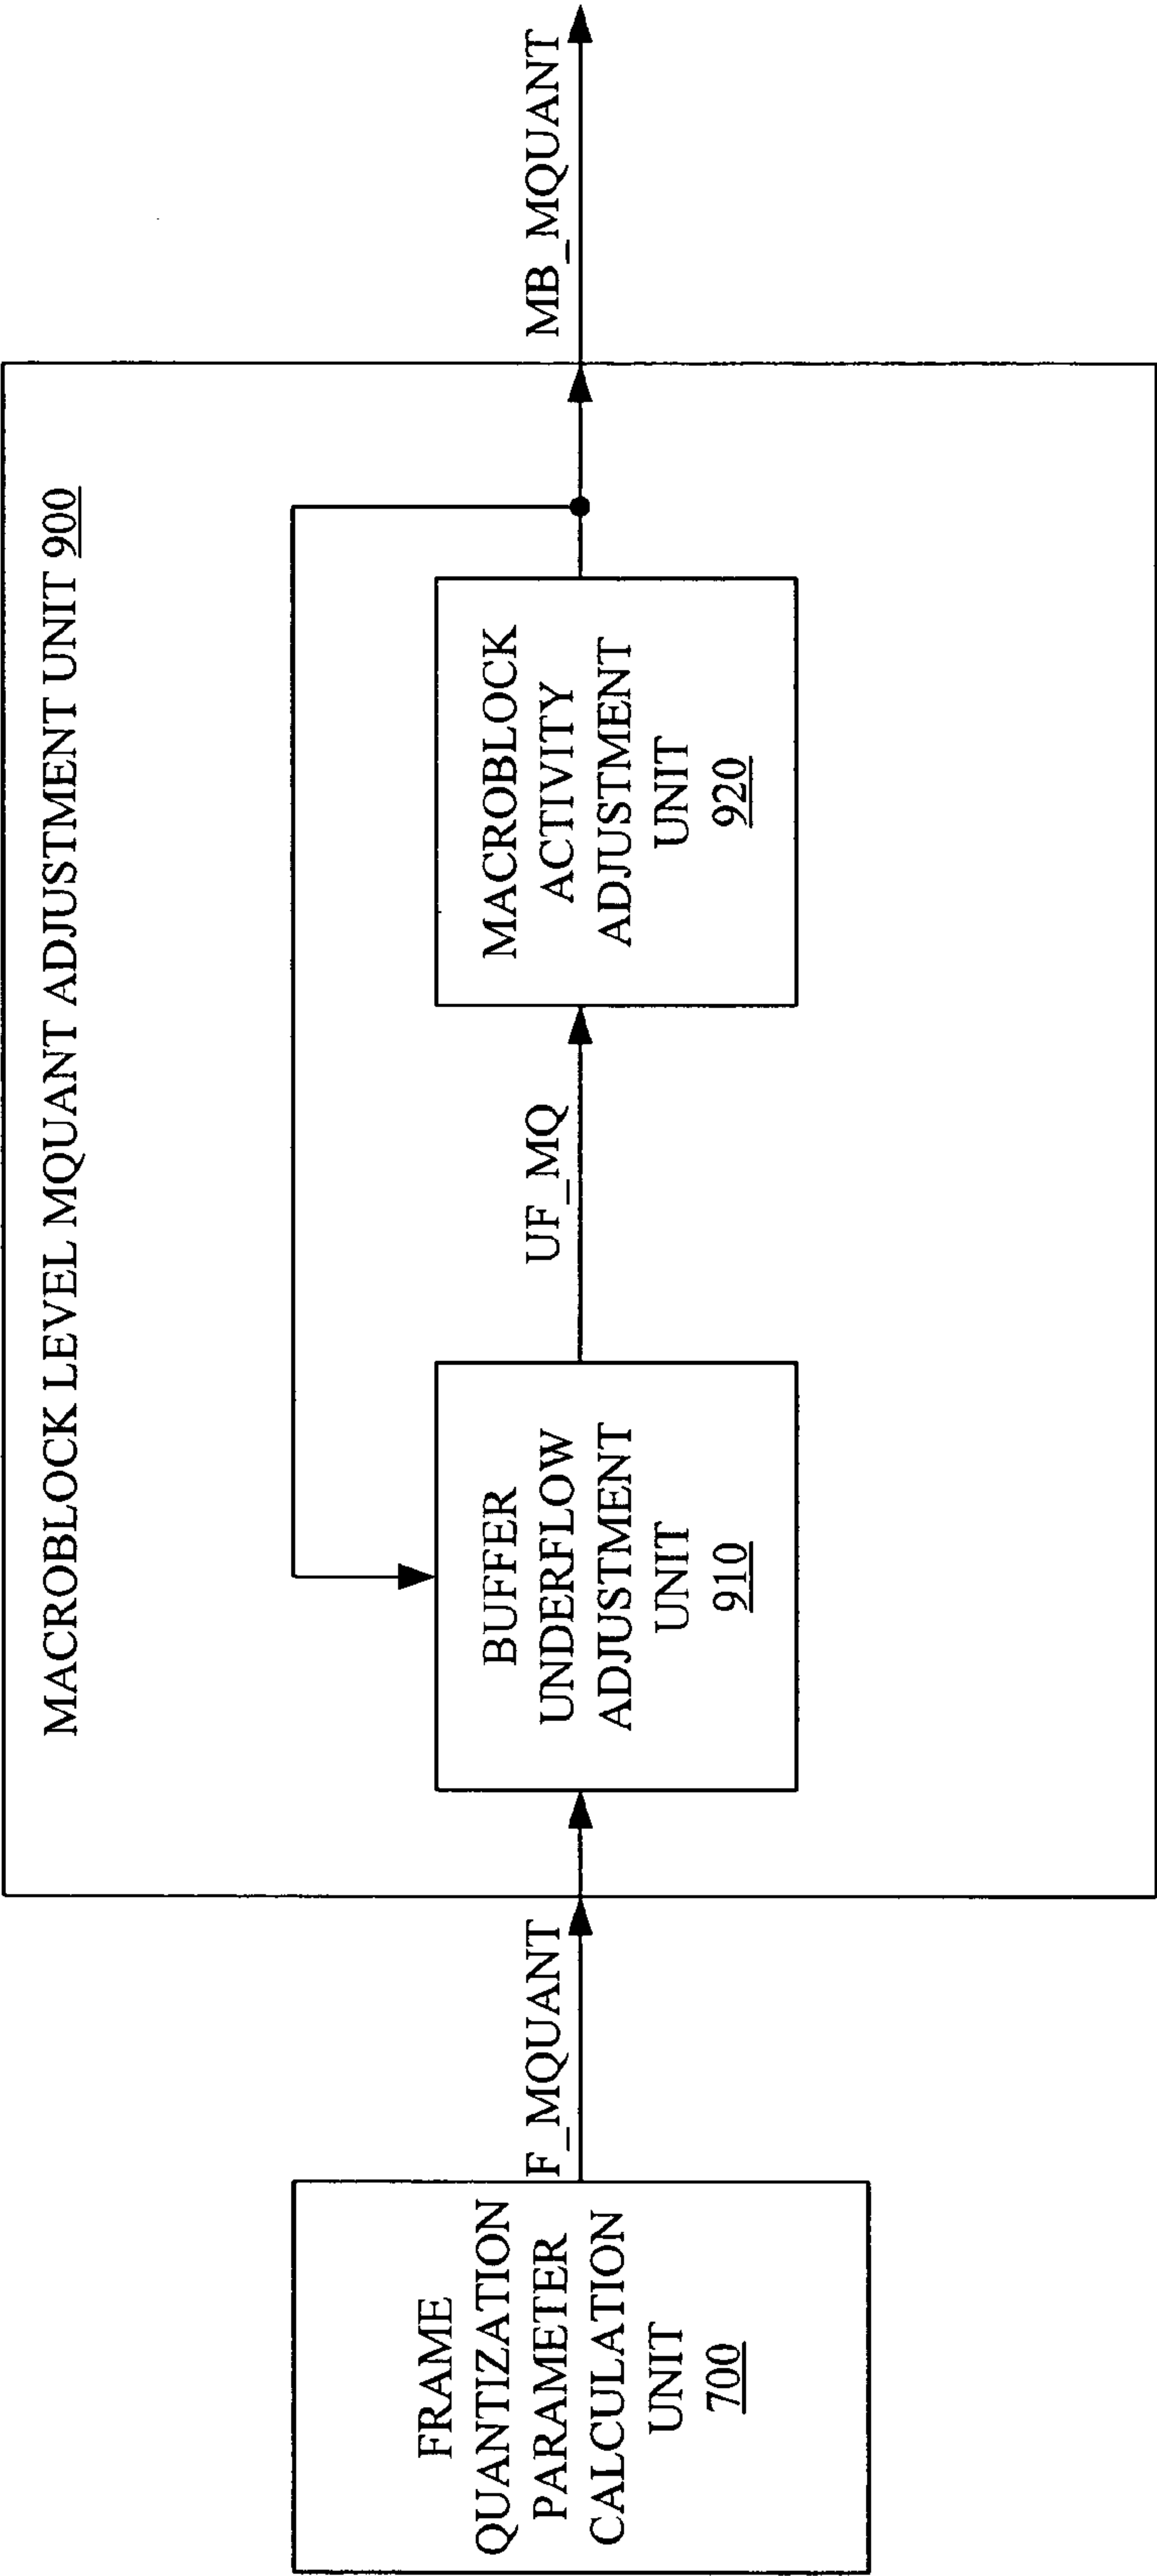 MACROBLOCK LEVEL MQUANT ADJUSTMENT UNIT 900
FRAME
QUANTIZATION
PARAMETER
CALCULATION
UNIT
700
F_MQUANT
BUFFER
UNDERFLOW
ADJUSTMENT
UNIT
910
UF_MQ
MACROBLOCK
ACTIVITY
ADJUSTMENT
UNIT
920
MB_MQUANT